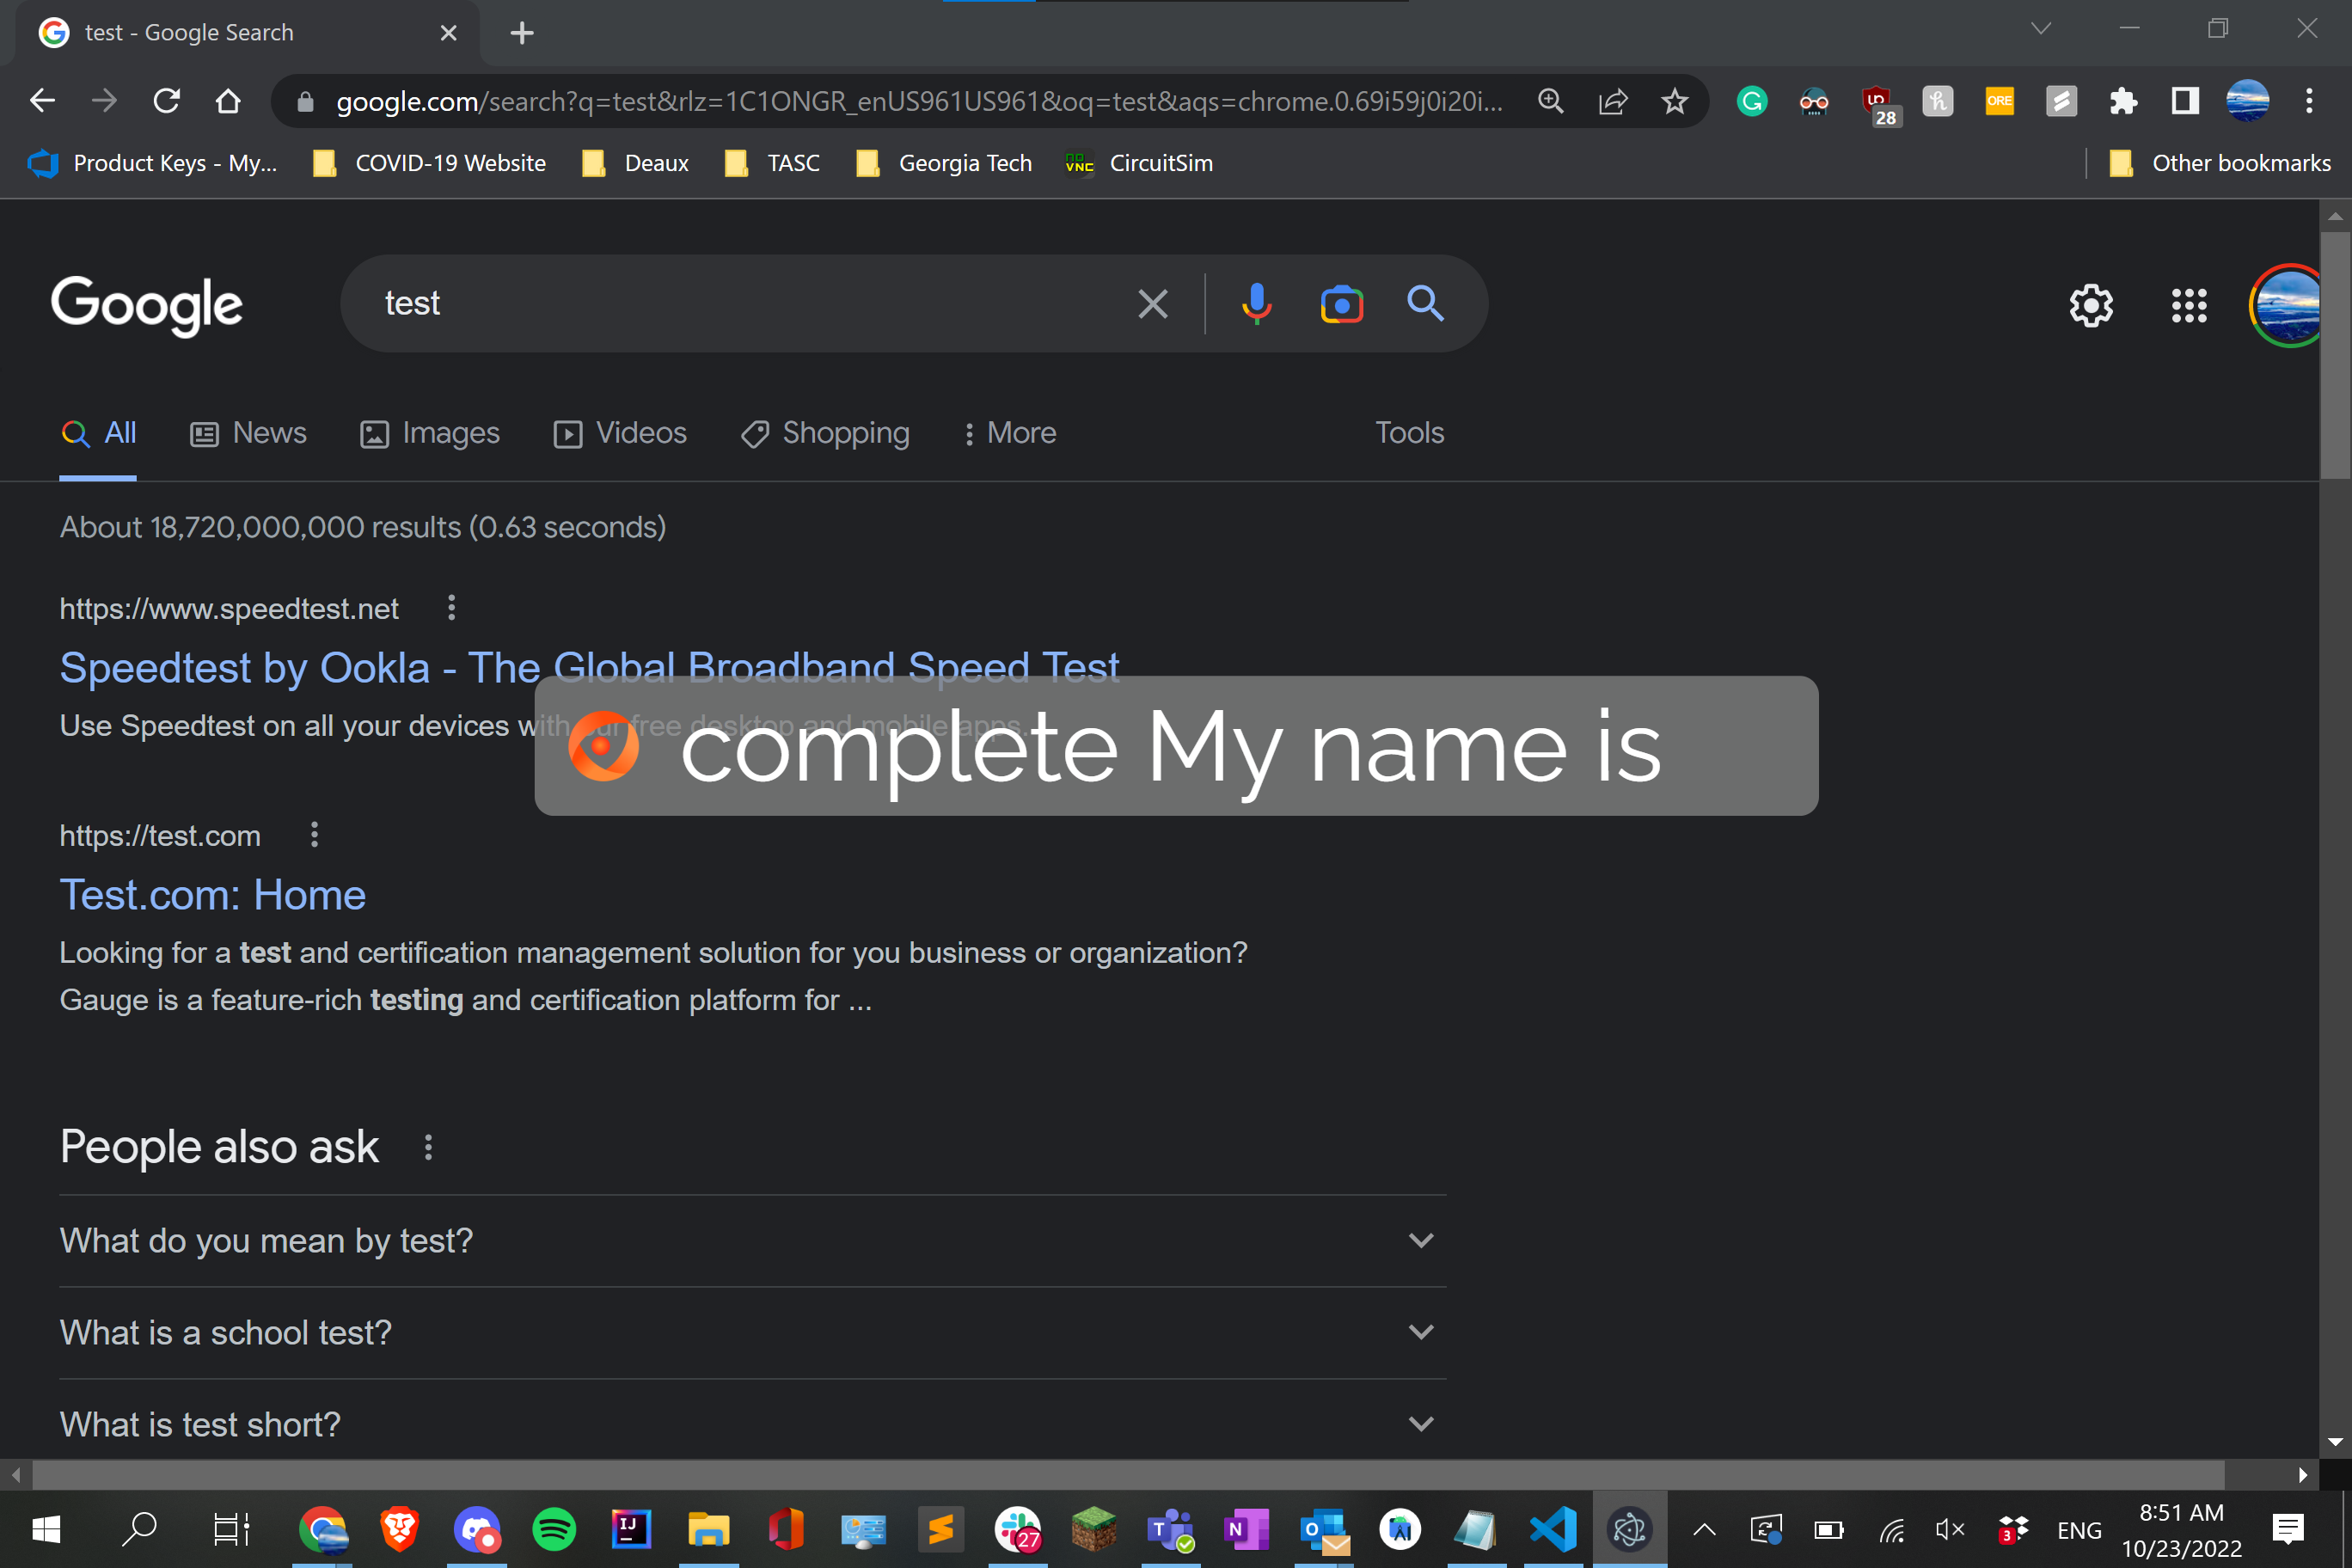 test - Google Search
google.com/search?q=test&rlz=1C1ONGR_enUS961US961&oq=test&aqs=chrome.0.69i59j0i20i...
28
ORE
Product Keys - My...
COVID-19 Website
Deaux
TASC
Georgia Tech
CircuitSim
Other bookmarks
Google
test
All
News
Images
Videos
Shopping
More
Tools
About 18,720,000,000 results (0.63 seconds)
https://www.speedtest.net
Speedtest by Ookla - The Global Broadband Speed Test
Use Speedtest on all your devices with our free desktop and mobile apps.
complete My name is
https://test.com
Test.com: Home
Looking for a test and certification management solution for you business or organization?
Gauge is a feature-rich testing and certification platform for ...
People also ask
What do you mean by test?
What is a school test?
What is test short?
IJ
27
3
ENG
8:51 AM
10/23/2022